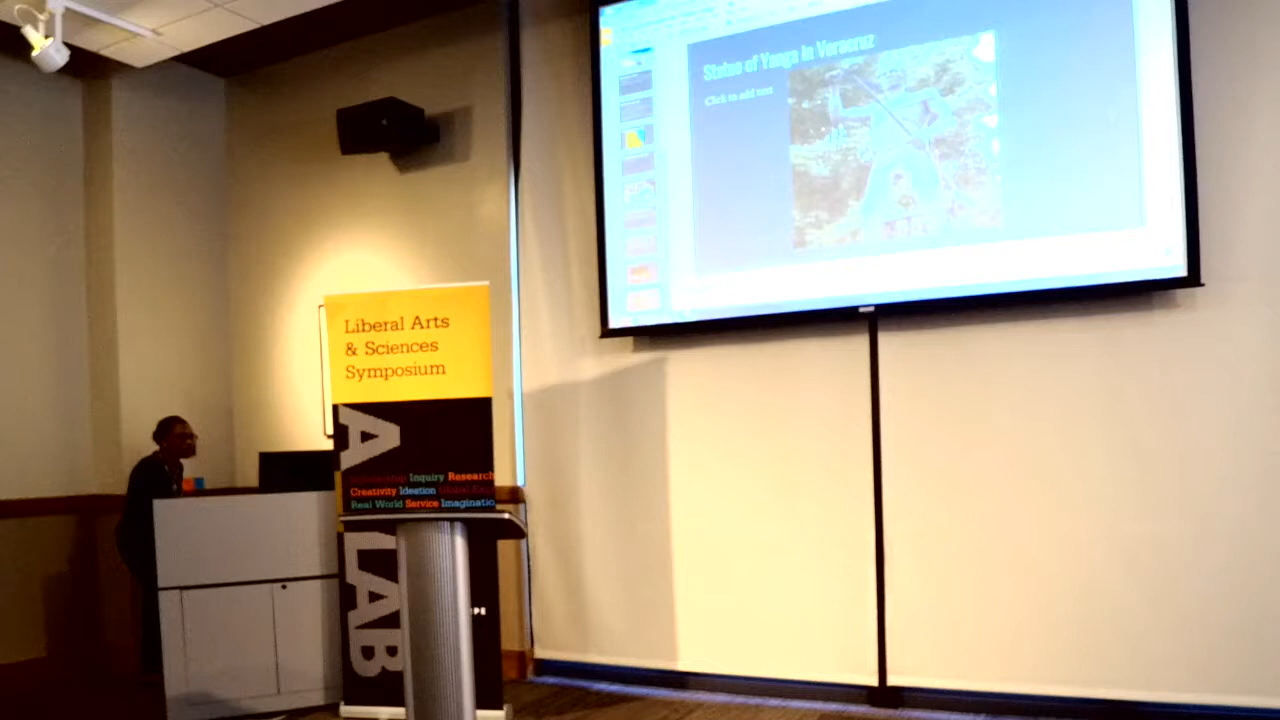 Statue of Yanga in Veracruz
Click to add text
Liberal Arts
& Sciences
Symposium
A
LAB
Inquiry Research
Creativity Ideation
Real World Service Imaginatio